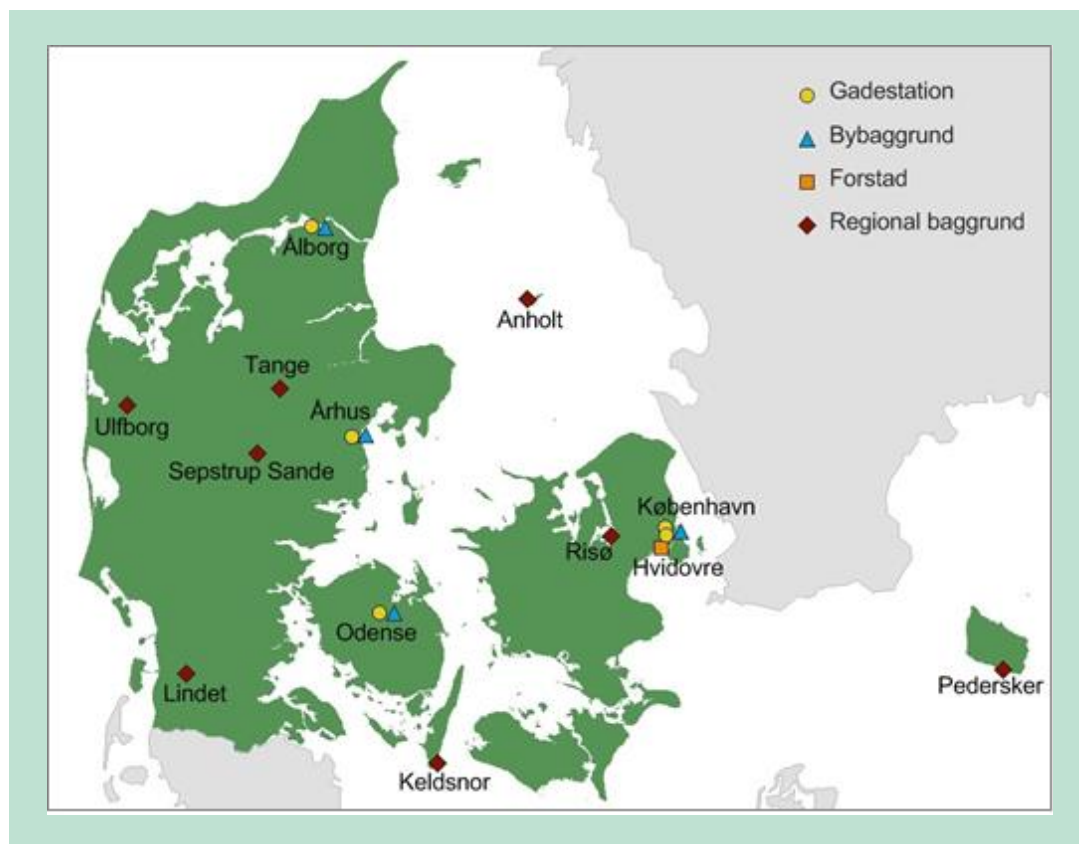 Gadestation
Bybaggrund
Forstad
Regional baggrund
Ålborg
Anholt
Tange
Århus
Ulfborg
Sepstrup Sande
København
Risø
Hvidovre
Odense
Lindet
Pedersker
Keldsnor